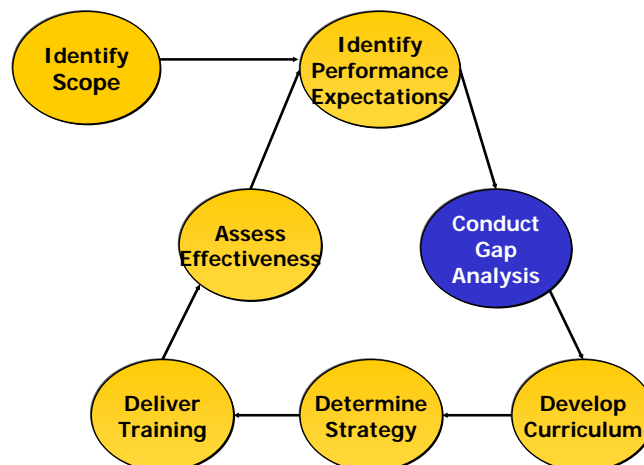 Identify
Scope
Identify
Performance
Expectations
Assess
Effectiveness
Conduct
Gap
Analysis
Deliver
Training
Determine
Strategy
Develop
Curriculum